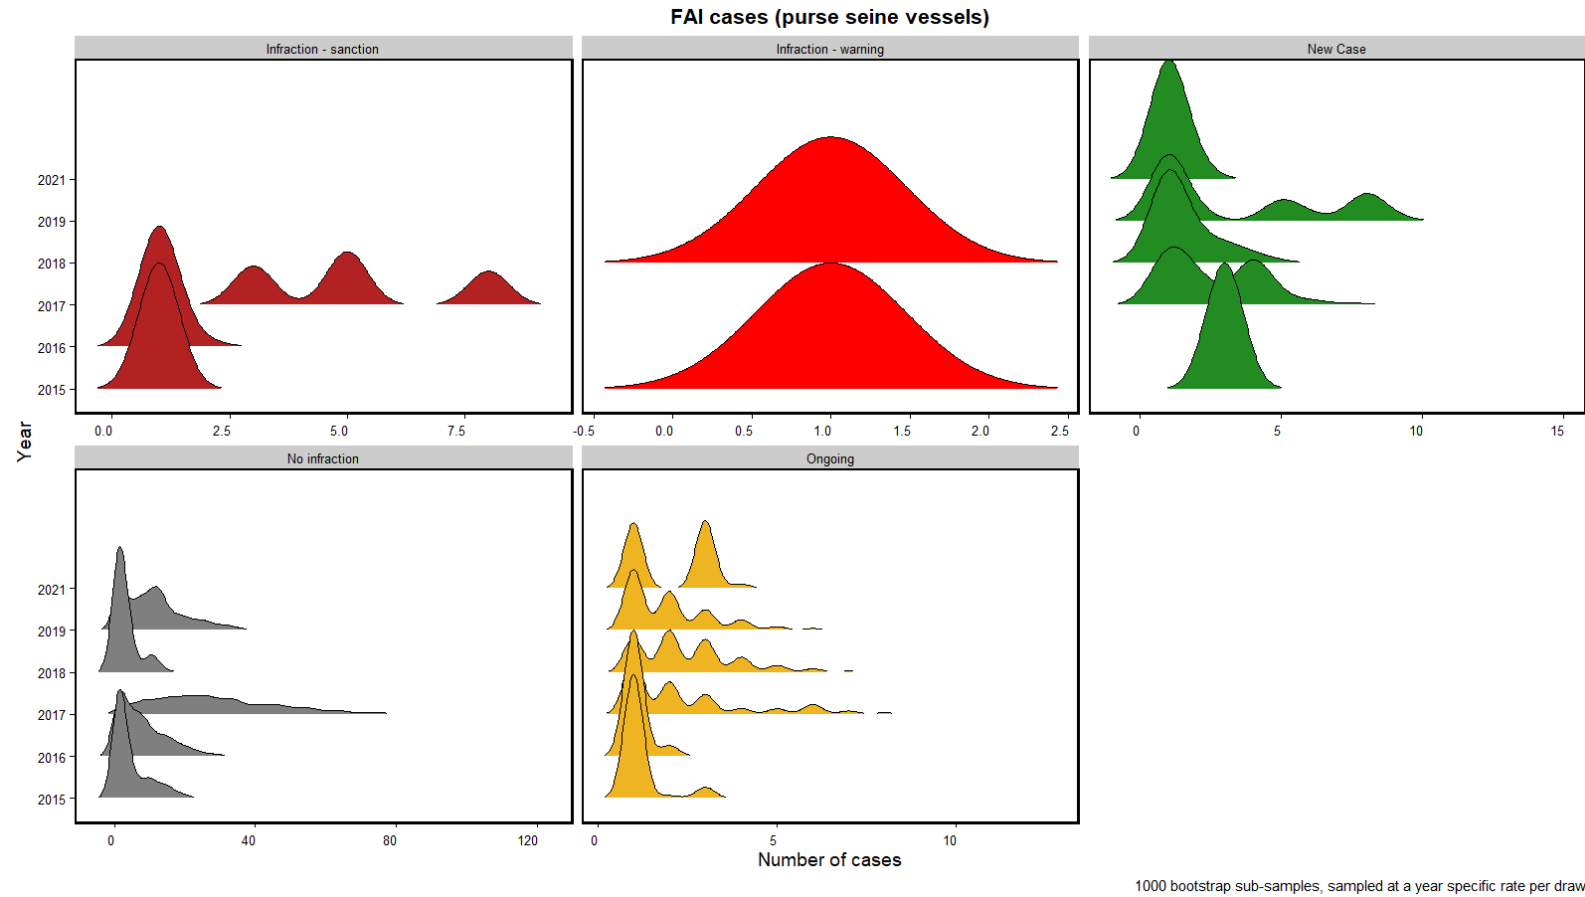 FAI cases (purse seine vessels)
Infraction - sanction
Infraction - warning
New Case
2021
2019
2018
2017
2016
2015
0.0 2.5 5.0 7.5
-0.5 0.0 0.5 1.0 1.5 2.0 2.5
0 5 10 15
Year
No infraction
Ongoing
2021
2019
2018
2017
2016
2015
0 40 80 120
0 5 10
Number of cases
1000 bootstrap sub-samples, sampled at a year specific rate per draw